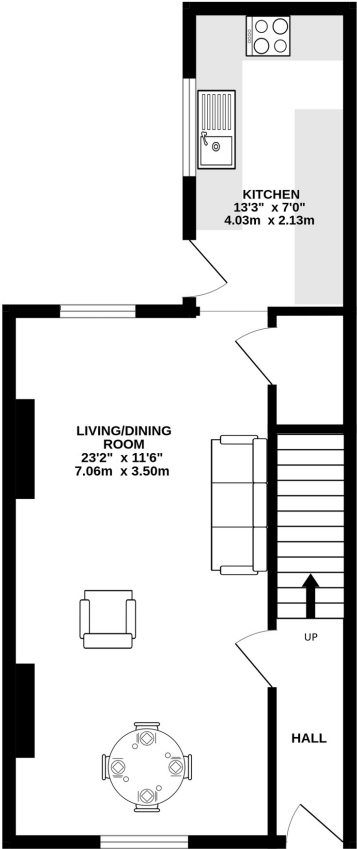 KITCHEN
13'3" x 7'0"
4.03m x 2.13m
LIVING/DINING
ROOM
23'2" x 11'6"
7.06m x 3.50m
UP
HALL